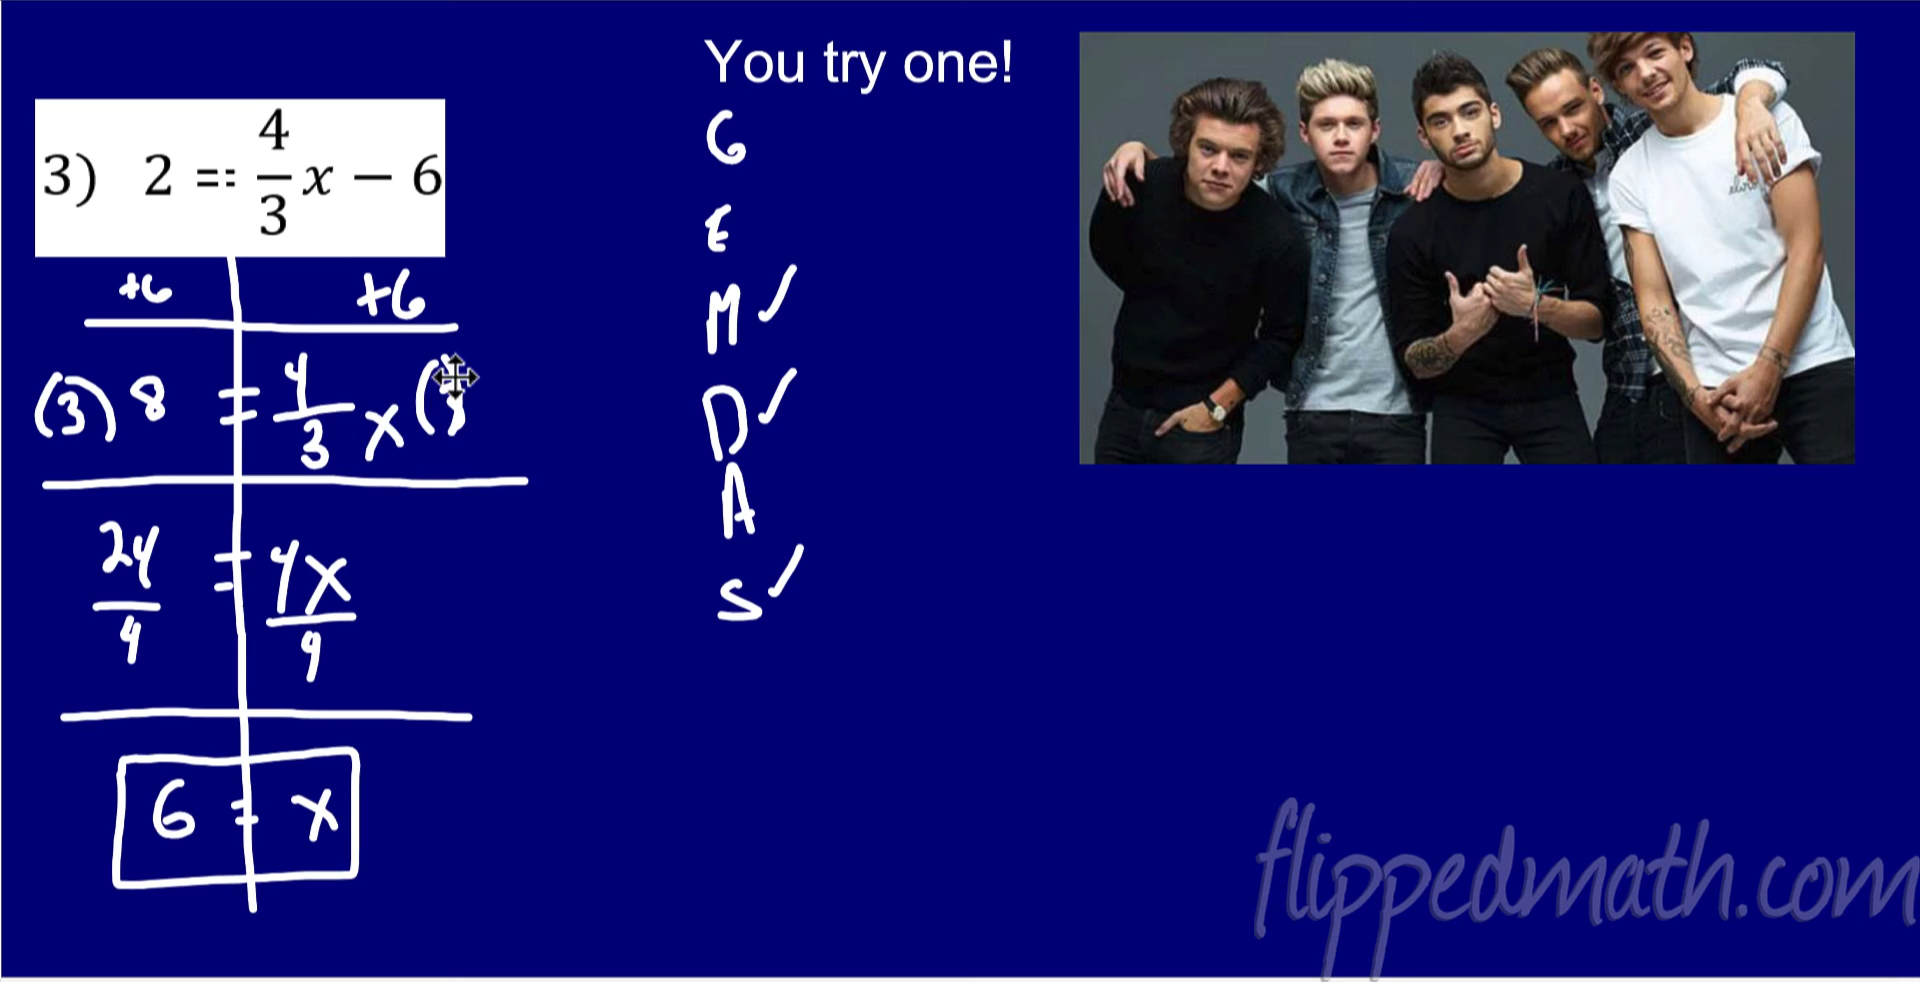 You try one!
3) 2 = 4/3 x − 6
+6 +6
(3) 8 = 4/3 x (3)
24/4 = 4x/4
6 = x
G
E
M ✓
D ✓
A
S ✓
flippedmath.com